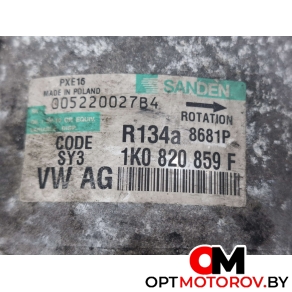 PXE16
MADE IN POLAND
SANDEN
005220027B4
ROTATION
R134a 8681P
CODE
SY3
1K0 820 859 F
VW AG
OPTMOTOROV.BY